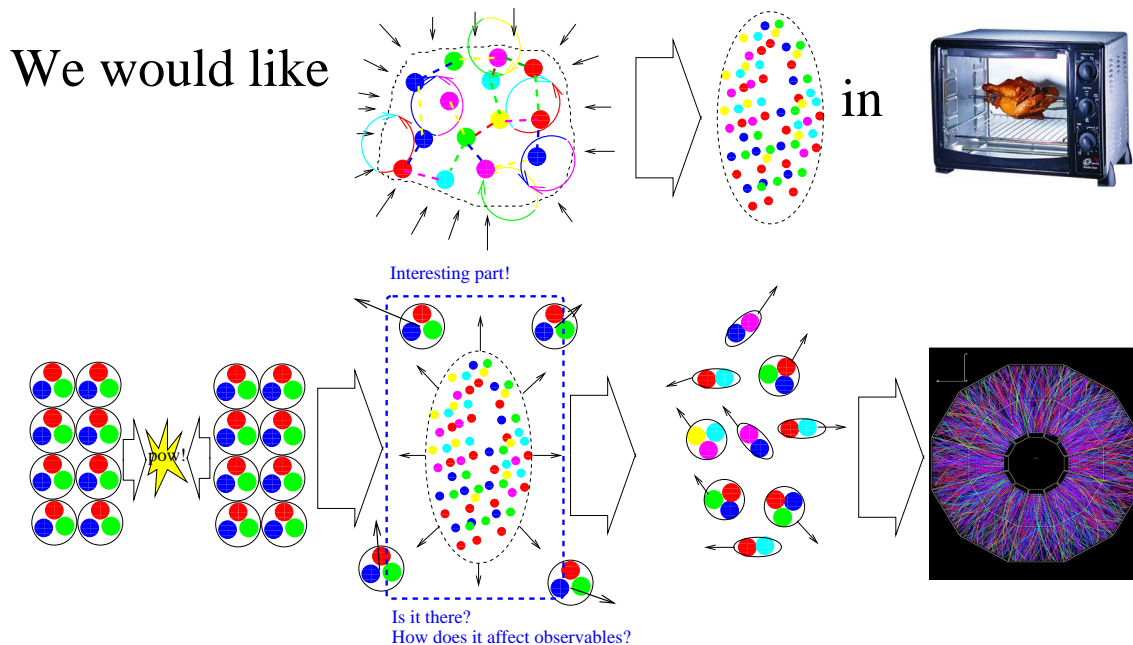 We would like
in
Interesting part!
pow!
Is it there?
How does it affect observables?